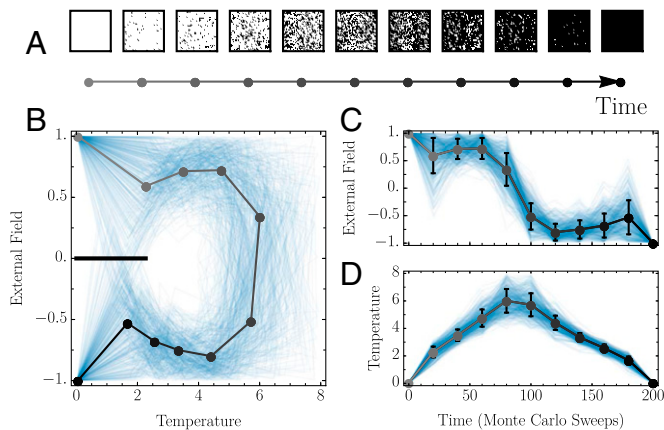 A
Time
B
C
D
1.
0.5
0.
−0.5
−1.
External Field
0
2
4
6
8
Temperature
1.
0.5
0.0
−0.5
−1.
External Field
8
6
4
2
0
Temperature
0
50
100
150
200
Time (Monte Carlo Sweeps)